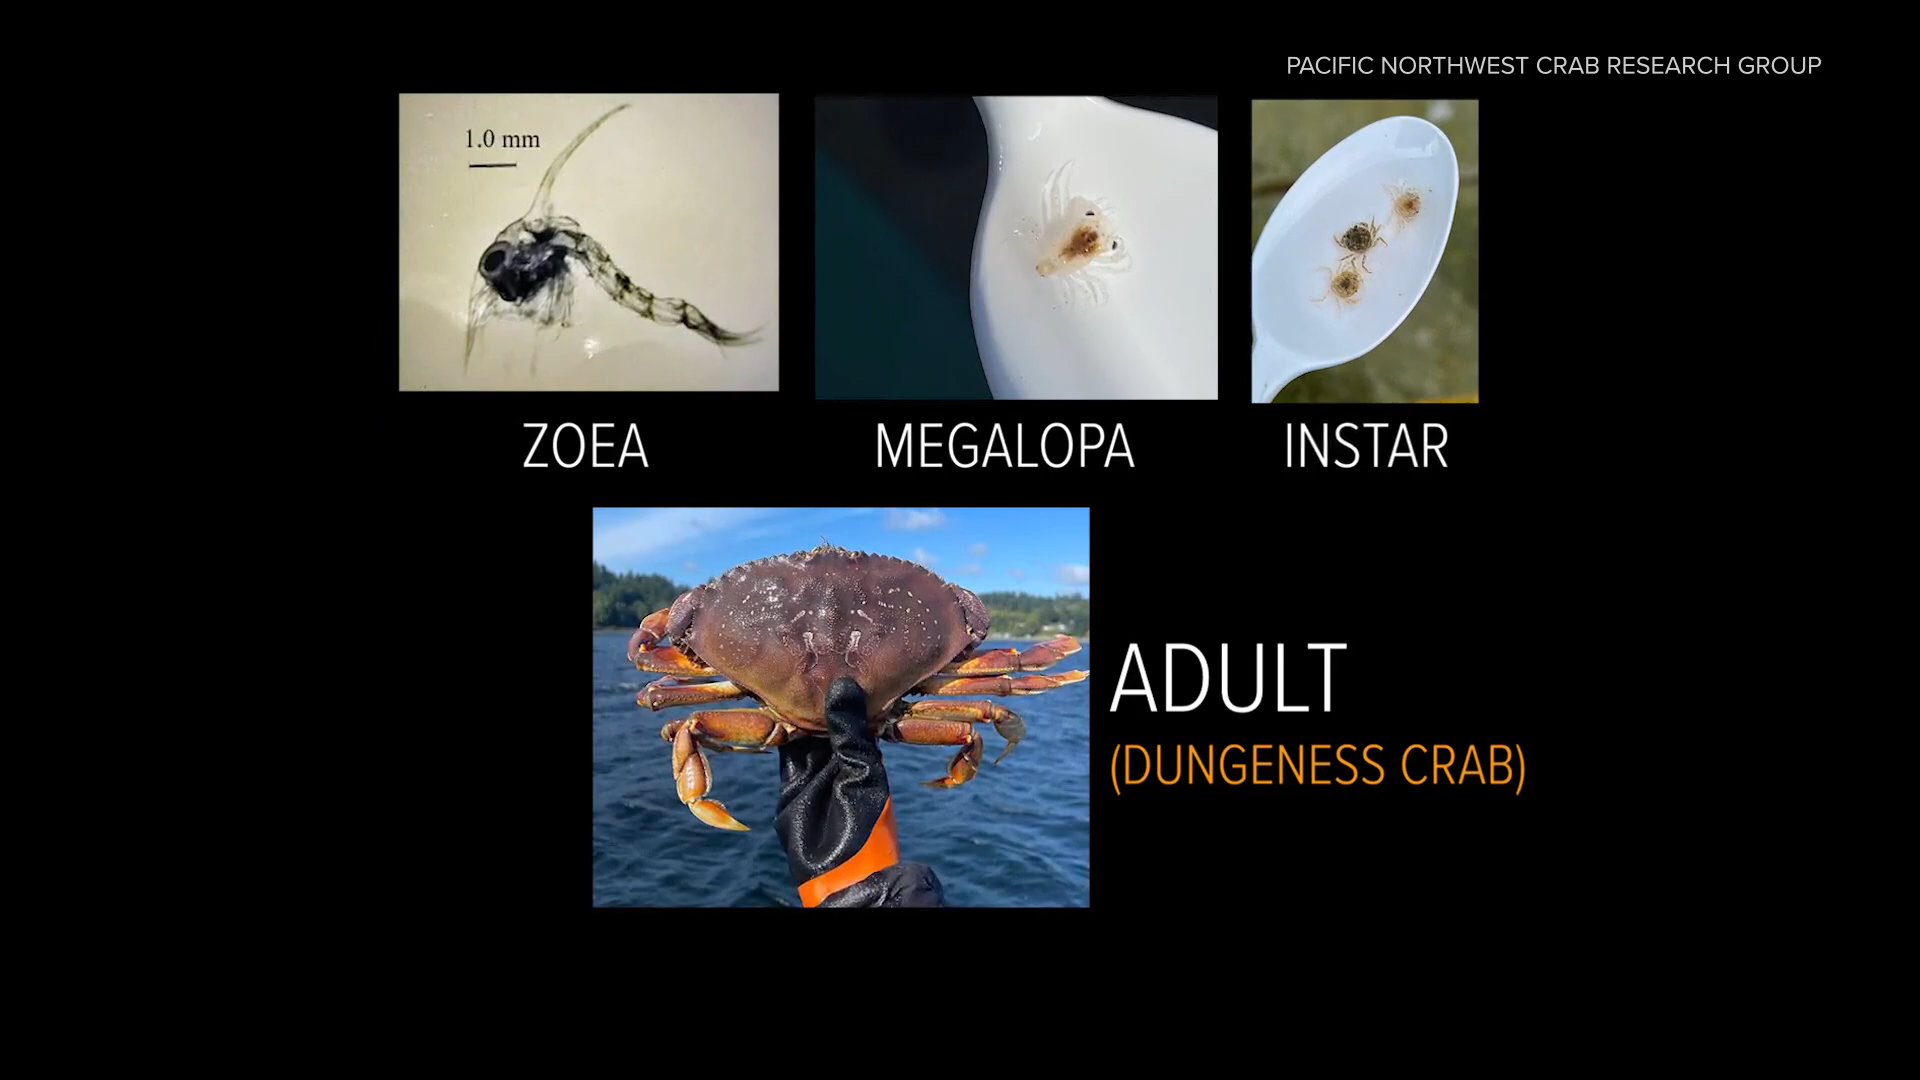 PACIFIC NORTHWEST CRAB RESEARCH GROUP
1.0 mm
ZOEA
MEGALOPA
INSTAR
ADULT
(DUNGENESS CRAB)